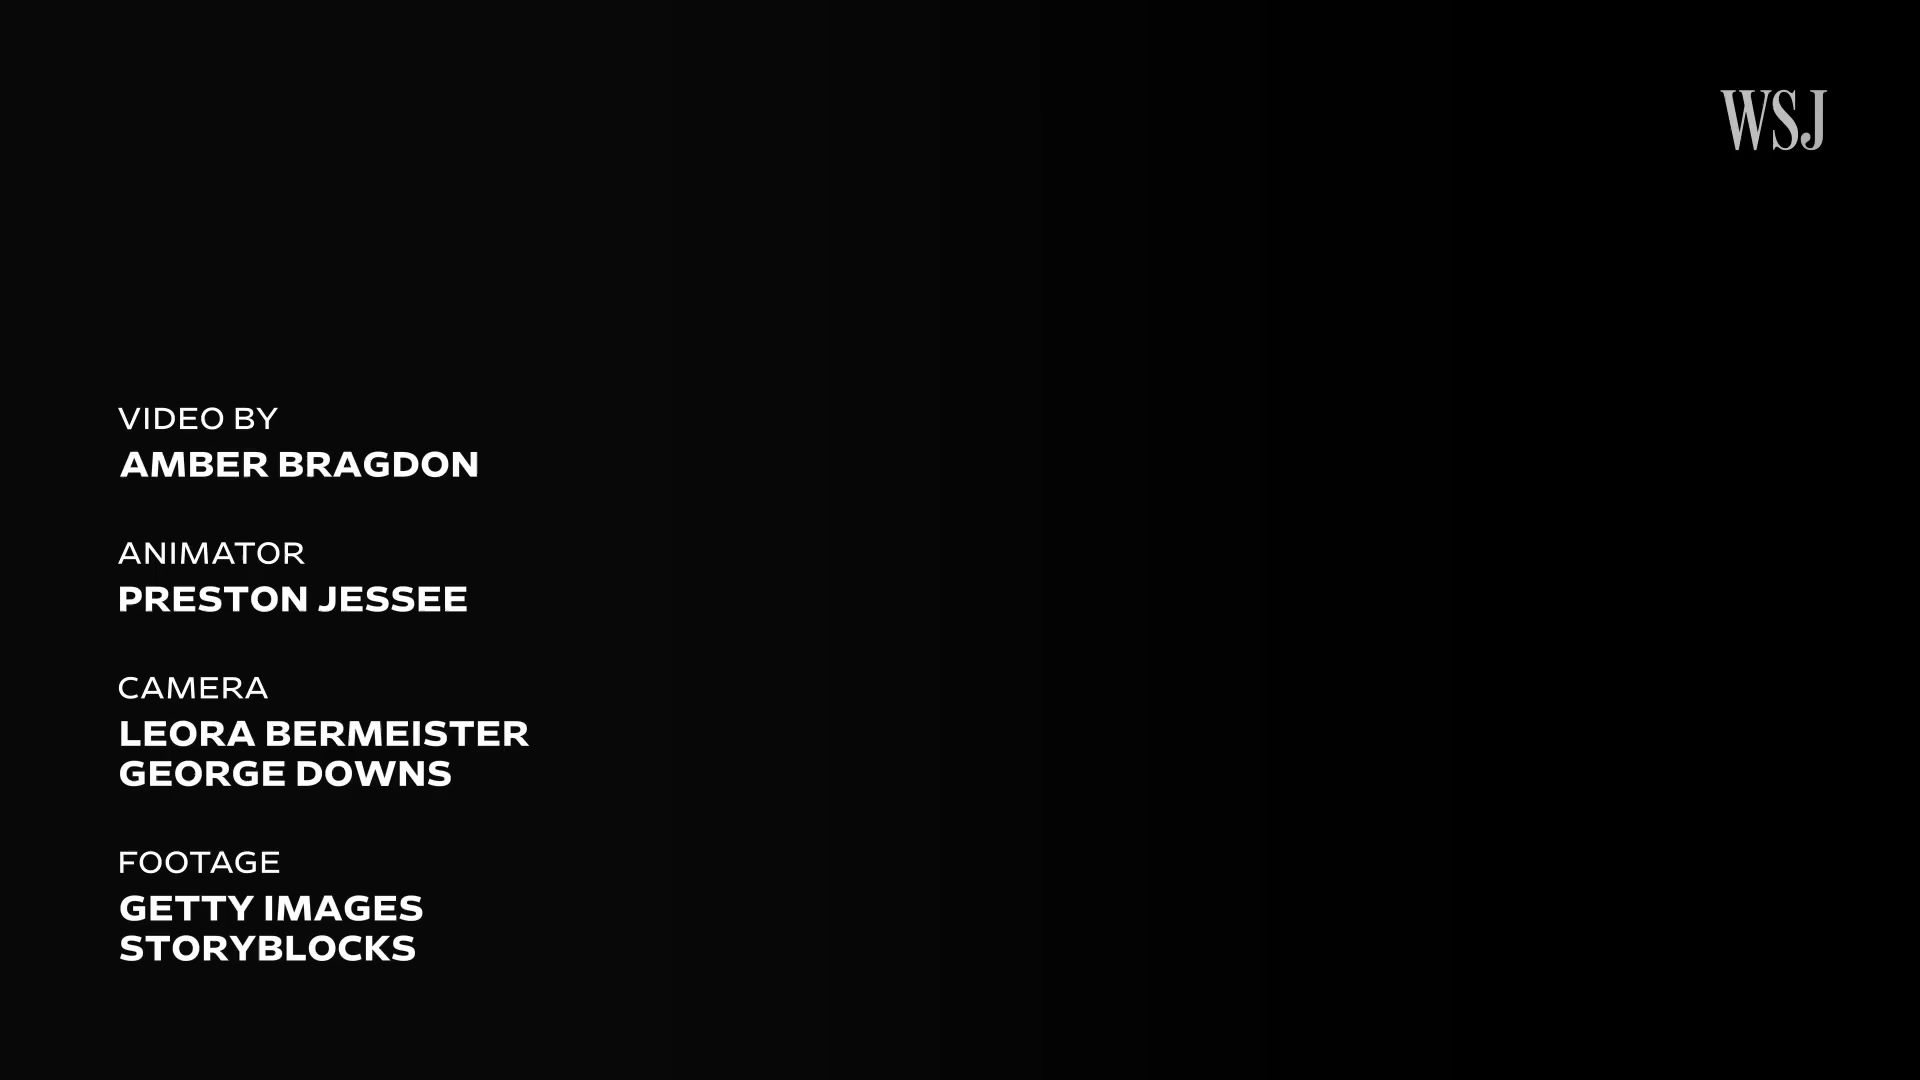 WSJ
VIDEO BY
AMBER BRAGDON
ANIMATOR
PRESTON JESSEE
CAMERA
LEORA BERMEISTER
GEORGE DOWNS
FOOTAGE
GETTY IMAGES
STORYBLOCKS